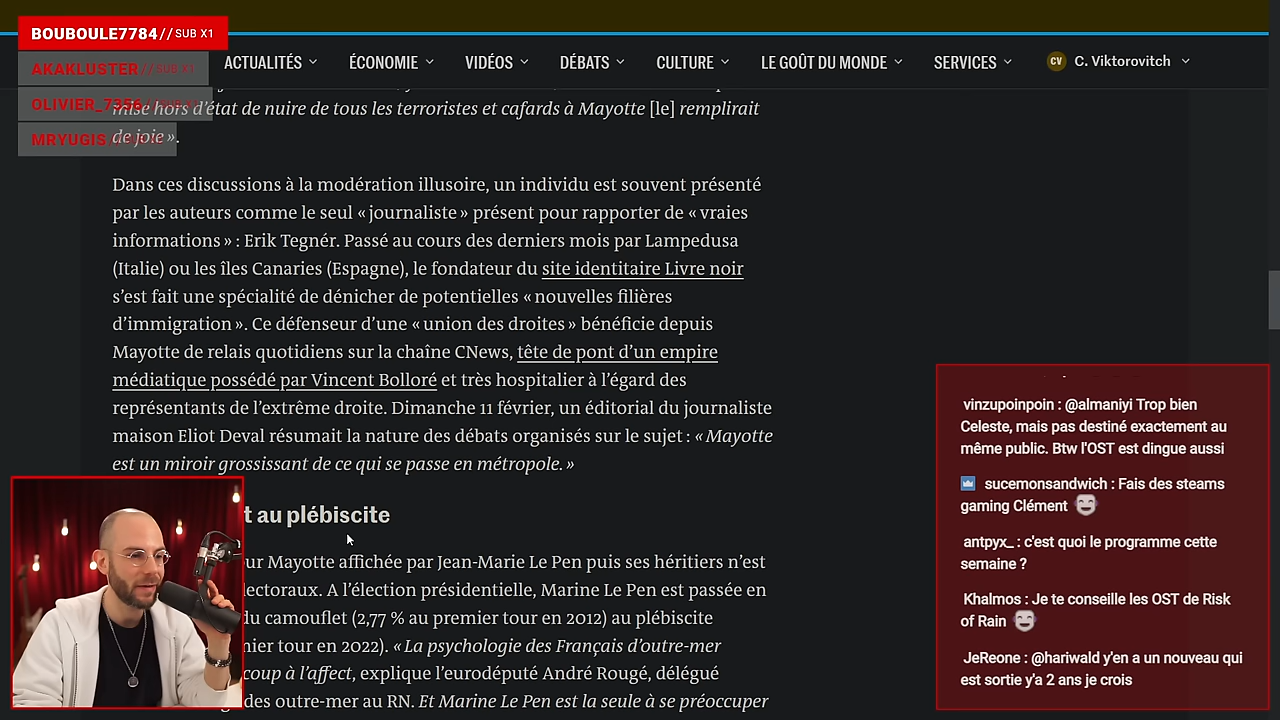 BOUBOULE7784 // SUB X1
AKAKLUSTER // SUB X1
OLIVIER_7356
MRYUGIS
ACTUALITÉS ÉCONOMIE VIDÉOS DÉBATS CULTURE LE GOÛT DU MONDE SERVICES CV C. Viktorovitch
mise hors d’état de nuire de tous les terroristes et cafards à Mayotte [le] remplirait
de joie ».
Dans ces discussions à la modération illusoire, un individu est souvent présenté
par les auteurs comme le seul « journaliste » présent pour rapporter de « vraies
informations » : Erik Tegnér. Passé au cours des derniers mois par Lampedusa
(Italie) ou les îles Canaries (Espagne), le fondateur du site identitaire Livre noir
s’est fait une spécialité de dénicher de potentielles « nouvelles filières
d’immigration ». Ce défenseur d’une « union des droites » bénéficie depuis
Mayotte de relais quotidiens sur la chaîne CNews, tête de pont d’un empire
médiatique possédé par Vincent Bolloré et très hospitalier à l’égard des
représentants de l’extrême droite. Dimanche 11 février, un éditorial du journaliste
maison Eliot Deval résumait la nature des débats organisés sur le sujet : « Mayotte
est un miroir grossissant de ce qui se passe en métropole. »
t au plébiscite
ur Mayotte affichée par Jean-Marie Le Pen puis ses héritiers n’est
lectoraux. A l’élection présidentielle, Marine Le Pen est passée en
du camouflet (2,77 % au premier tour en 2012) au plébiscite
nier tour en 2022). « La psychologie des Français d’outre-mer
coup à l’affect, explique l’eurodéputé André Rougé, délégué
des outre-mer au RN. Et Marine Le Pen est la seule à se préoccuper
vinzupoinpoin : @almaniyi Trop bien
Celeste, mais pas destiné exactement au
même public. Btw l'OST est dingue aussi
sucemonsandwich : Fais des steams
gaming Clément
antpyx_ : c'est quoi le programme cette
semaine ?
Khalmos : Je te conseille les OST de Risk
of Rain
JeReone : @hariwald y'en a un nouveau qui
est sortie y'a 2 ans je crois